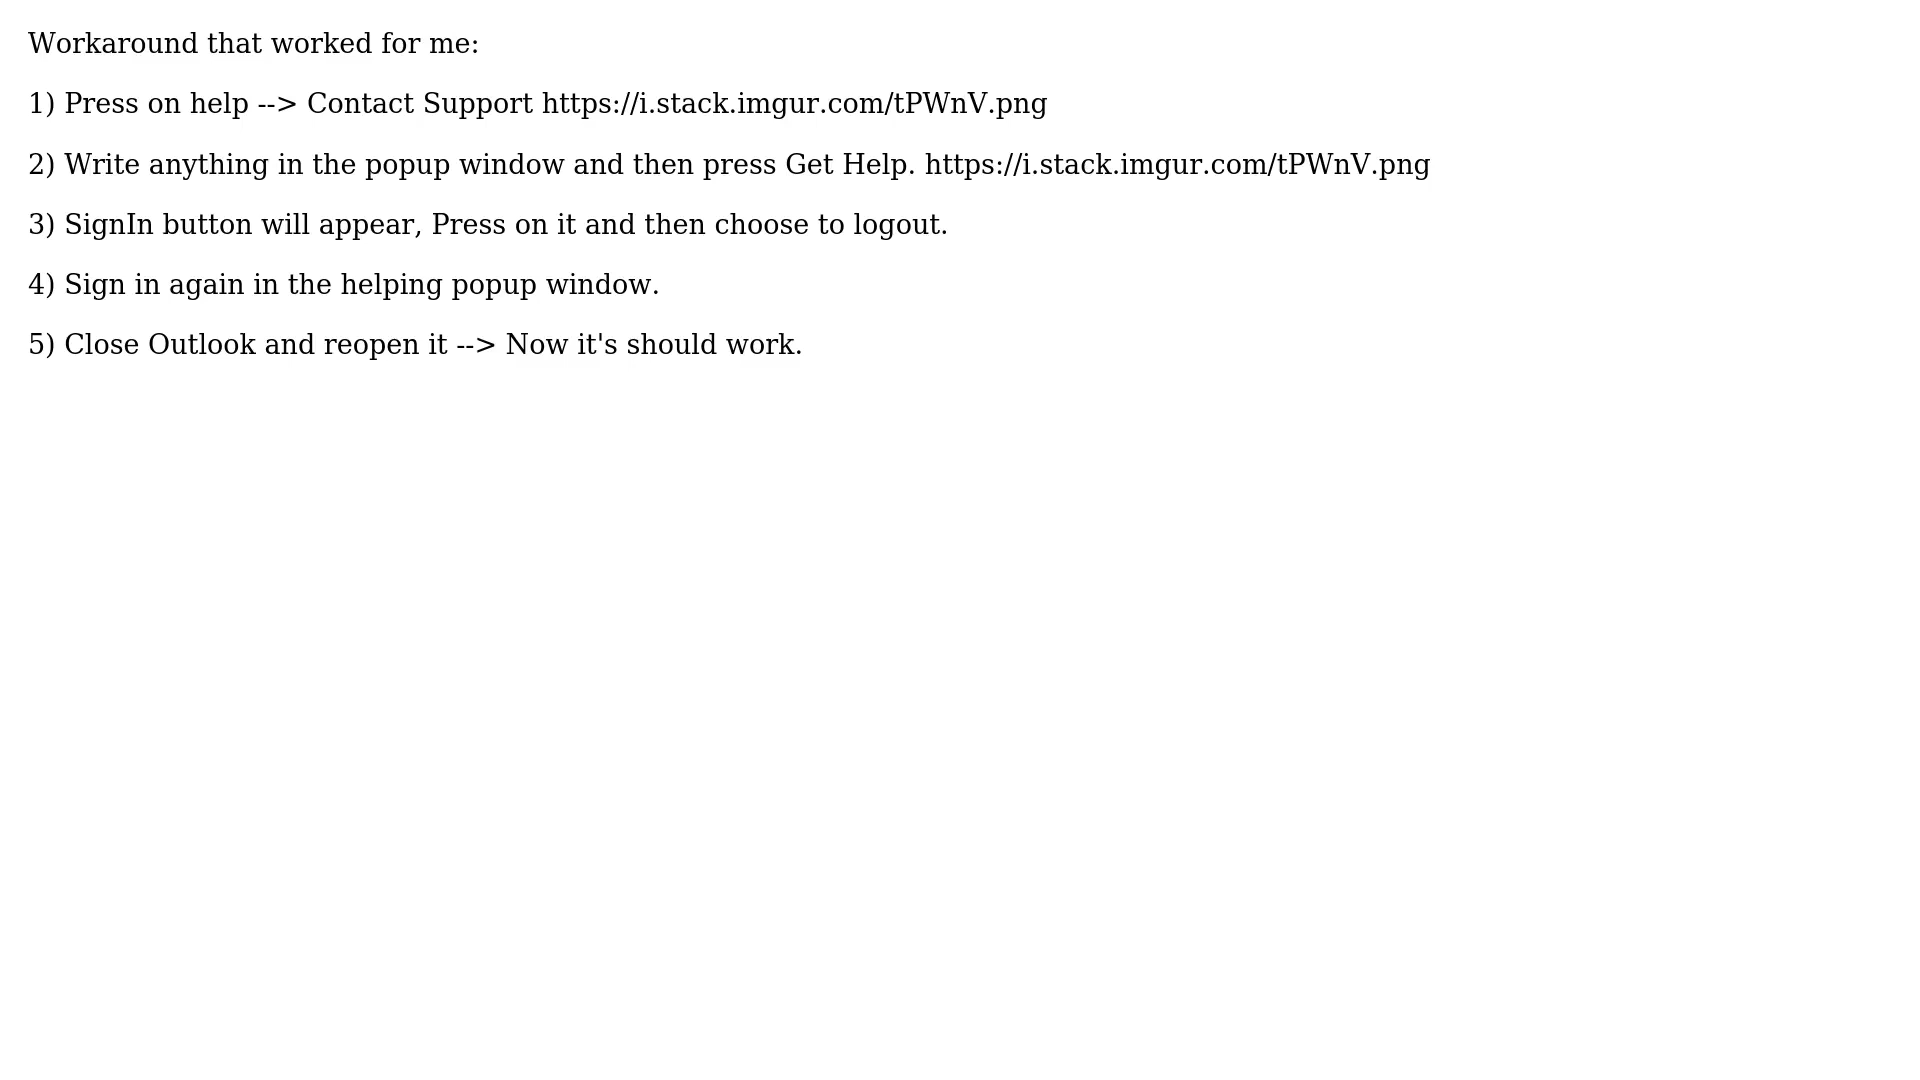 Workaround that worked for me:
1) Press on help --> Contact Support https://i.stack.imgur.com/tPWnV.png
2) Write anything in the popup window and then press Get Help. https://i.stack.imgur.com/tPWnV.png
3) SignIn button will appear, Press on it and then choose to logout.
4) Sign in again in the helping popup window.
5) Close Outlook and reopen it --> Now it's should work.